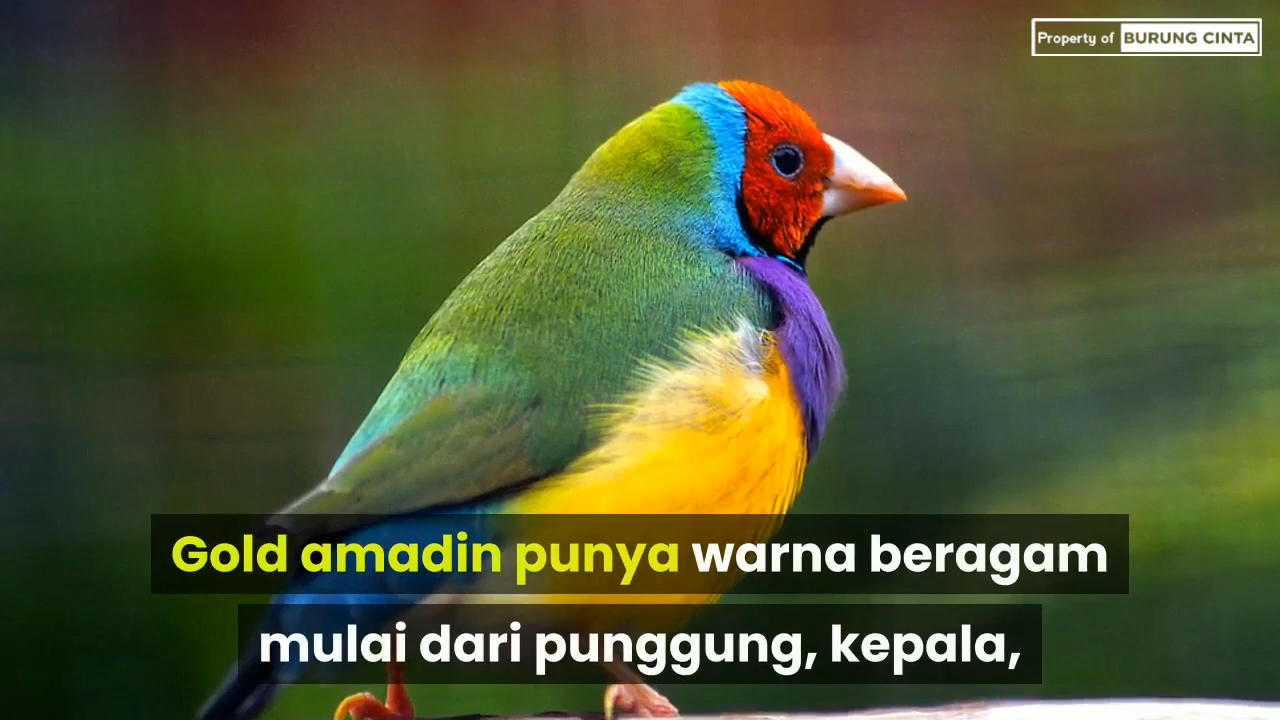 Property of BURUNG CINTA
Gold amadin punya warna beragam
mulai dari punggung, kepala,